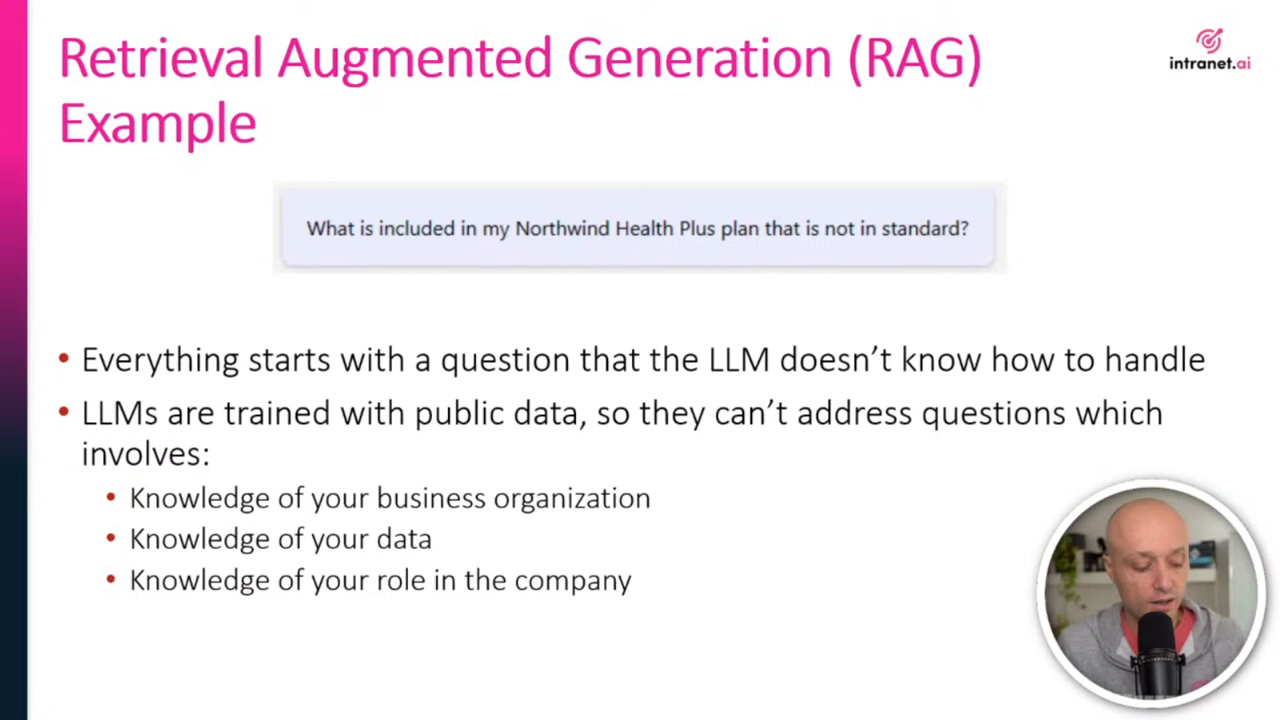 Retrieval Augmented Generation (RAG)
Example
intranet.ai
What is included in my Northwind Health Plus plan that is not in standard?
• Everything starts with a question that the LLM doesn’t know how to handle
• LLMs are trained with public data, so they can’t address questions which
involves:
• Knowledge of your business organization
• Knowledge of your data
• Knowledge of your role in the company